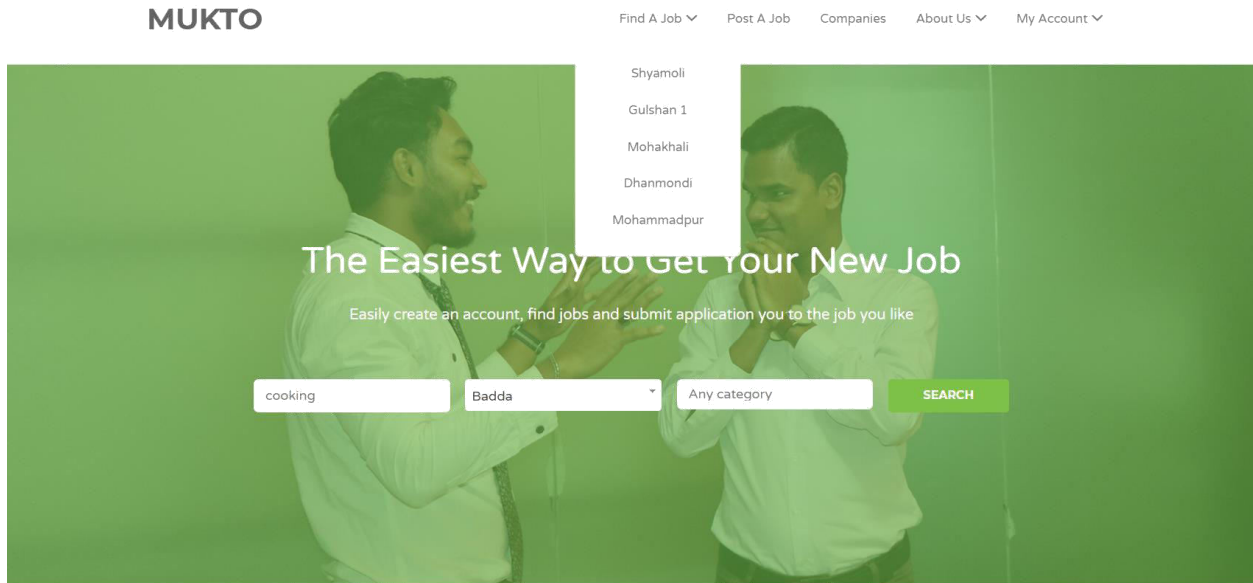 MUKTO
Find A Job Post A Job Companies About Us My Account
Shyamoli
Gulshan 1
Mohakhali
Dhanmondi
Mohammadpur
The Easiest Way to Get Your New Job
Easily create an account, find jobs and submit application you to the job you like
cooking Badda Any category SEARCH